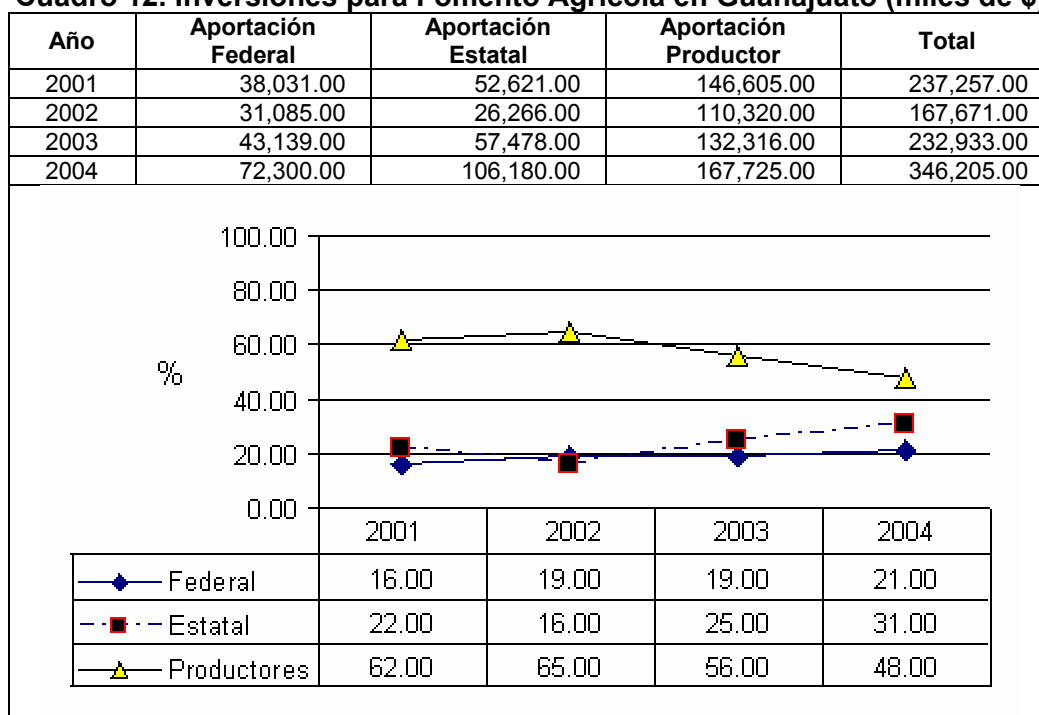 Cuadro 12. Inversiones para Fomento Agrícola en Guanajuato (miles de $)
Año Aportación Federal Aportación Estatal Aportación Productor Total
2001 38,031.00 52,621.00 146,605.00 237,257.00
2002 31,085.00 26,266.00 110,320.00 167,671.00
2003 43,139.00 57,478.00 132,316.00 232,933.00
2004 72,300.00 106,180.00 167,725.00 346,205.00
100.00
80.00
60.00
%
40.00
20.00
0.00
2001 2002 2003 2004
Federal 16.00 19.00 19.00 21.00
Estatal 22.00 16.00 25.00 31.00
Productores 62.00 65.00 56.00 48.00